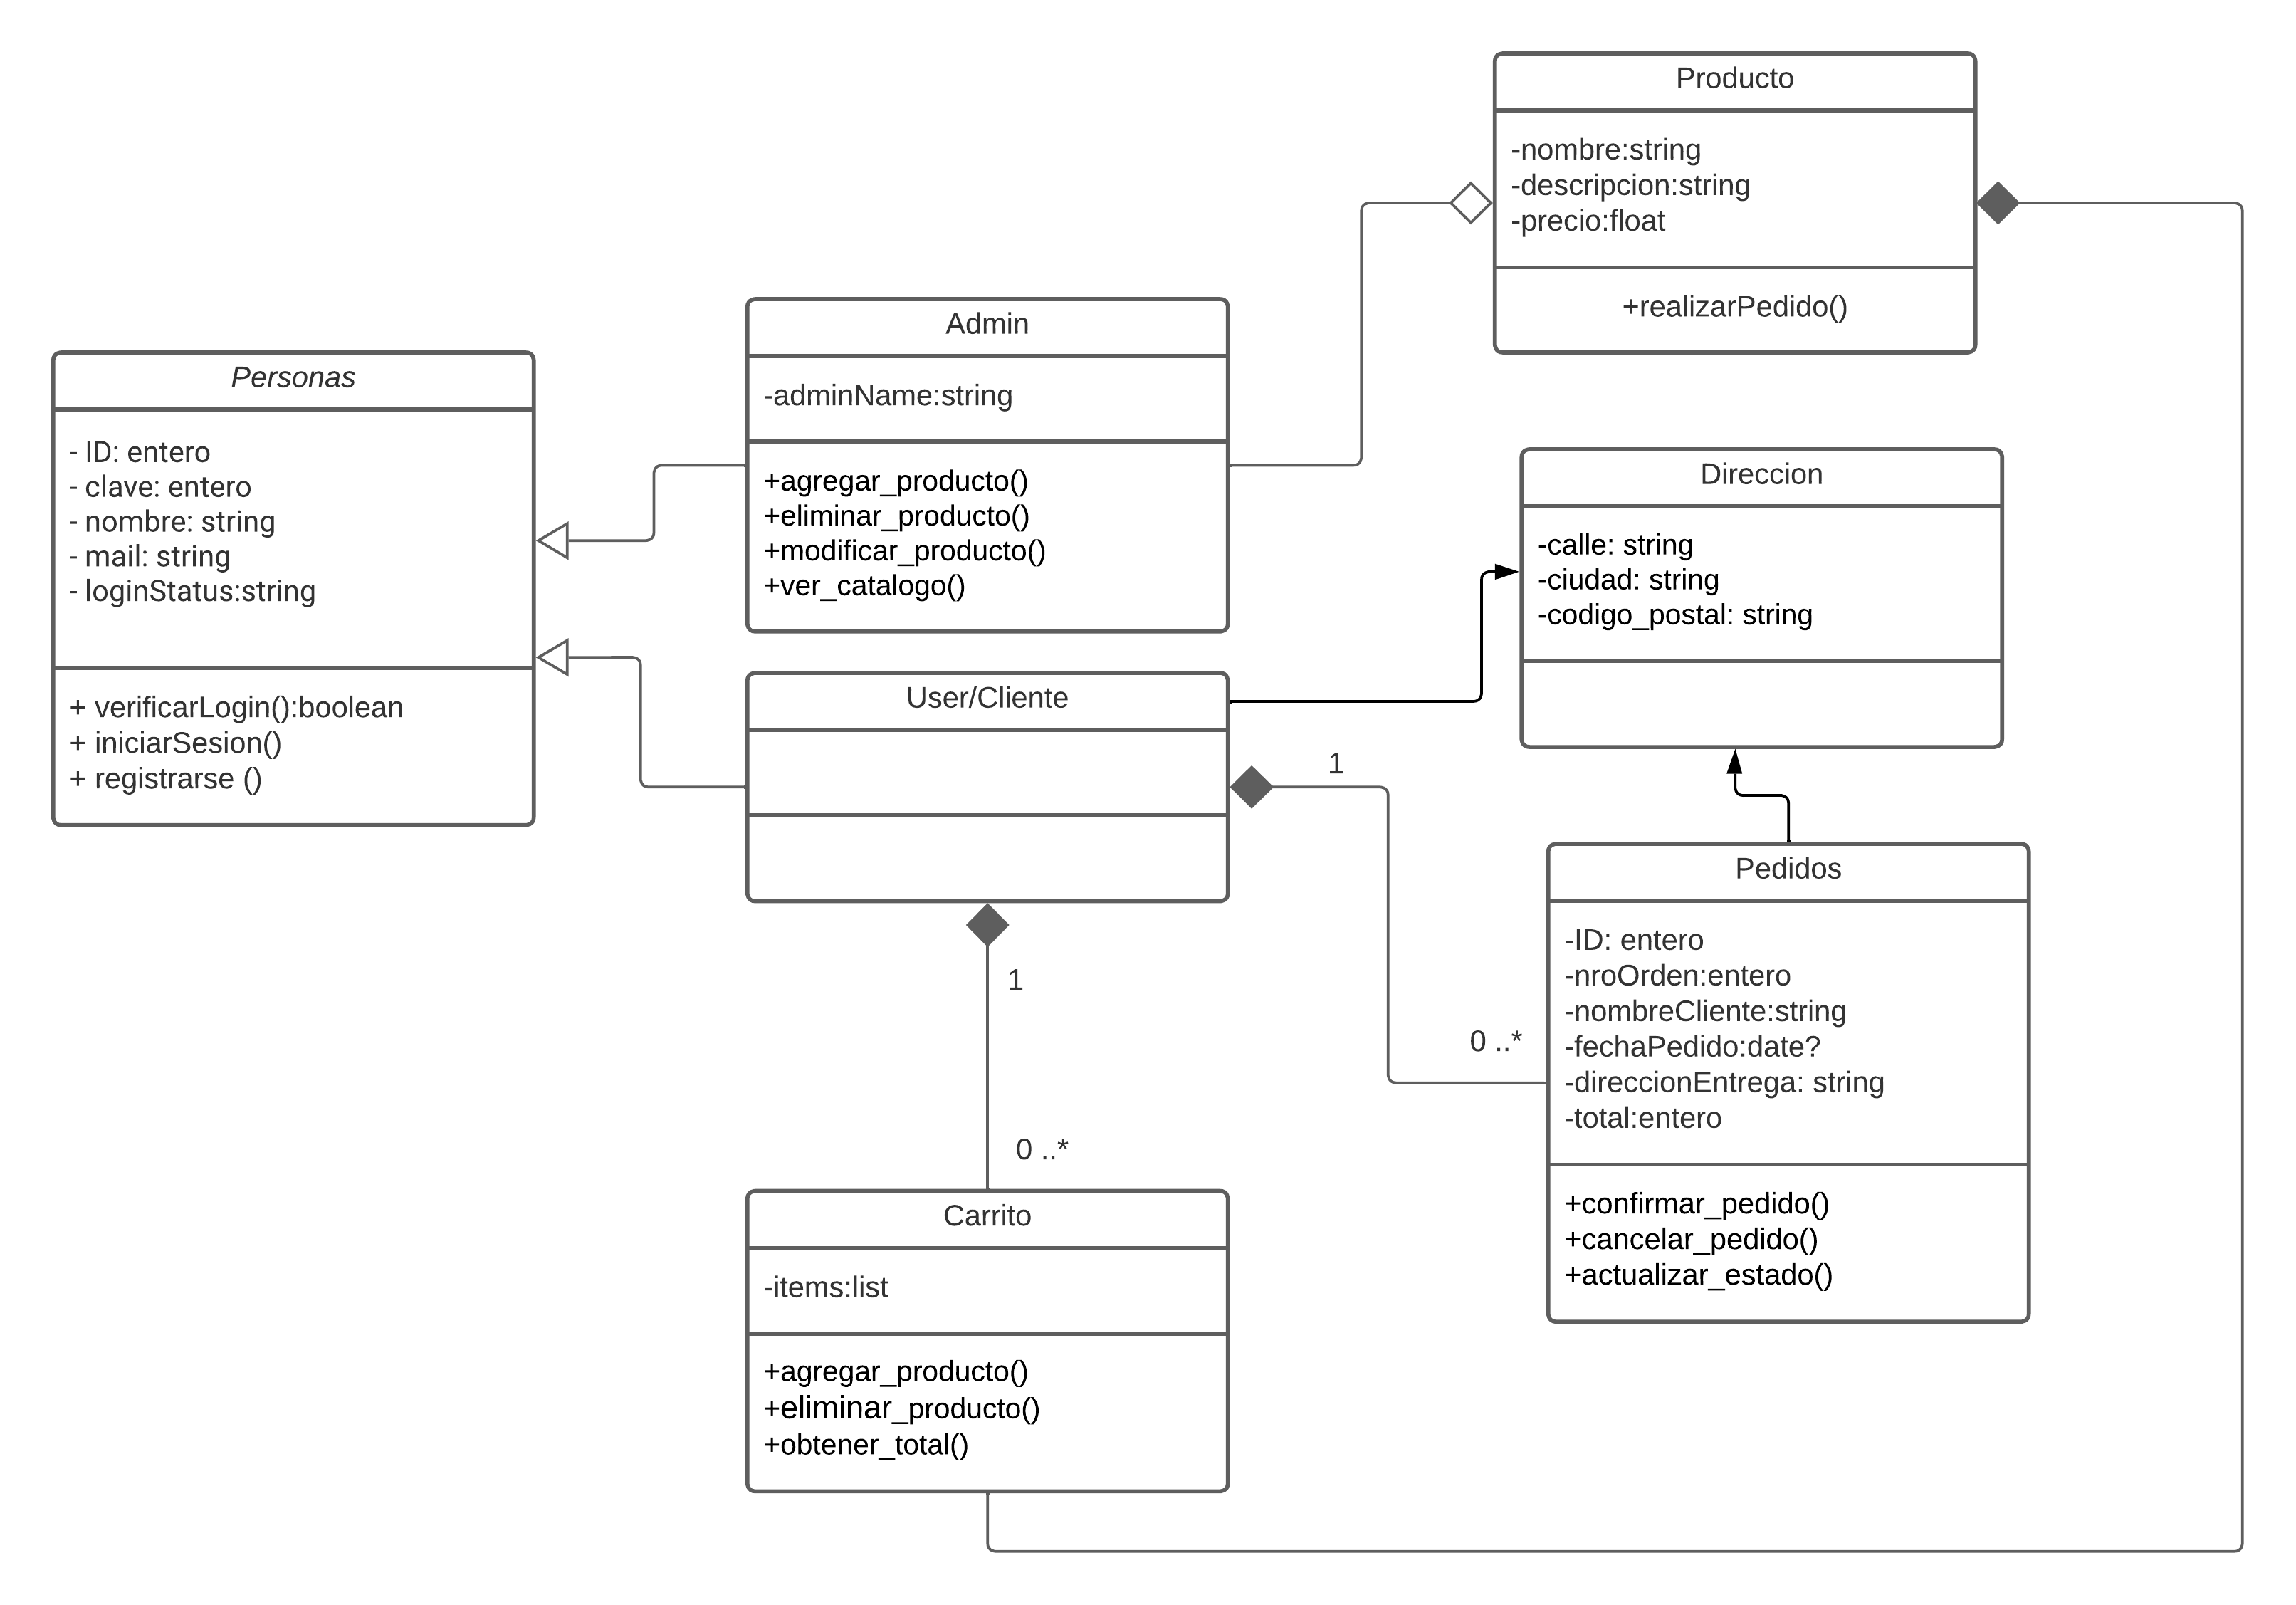 Producto
-nombre:string
-descripcion:string
-precio:float
+realizarPedido()
Admin
-adminName:string
+agregar_producto()
+eliminar_producto()
+modificar_producto()
+ver_catalogo()
Personas
- ID: entero
- clave: entero
- nombre: string
- mail: string
- loginStatus:string
+ verificarLogin():boolean
+ iniciarSesion()
+ registrarse ()
Direccion
-calle: string
-ciudad: string
-codigo_postal: string
User/Cliente
1
1
0 ..*
0 ..*
Pedidos
-ID: entero
-nroOrden:entero
-nombreCliente:string
-fechaPedido:date?
-direccionEntrega: string
-total:entero
+confirmar_pedido()
+cancelar_pedido()
+actualizar_estado()
Carrito
-items:list
+agregar_producto()
+eliminar_producto()
+obtener_total()